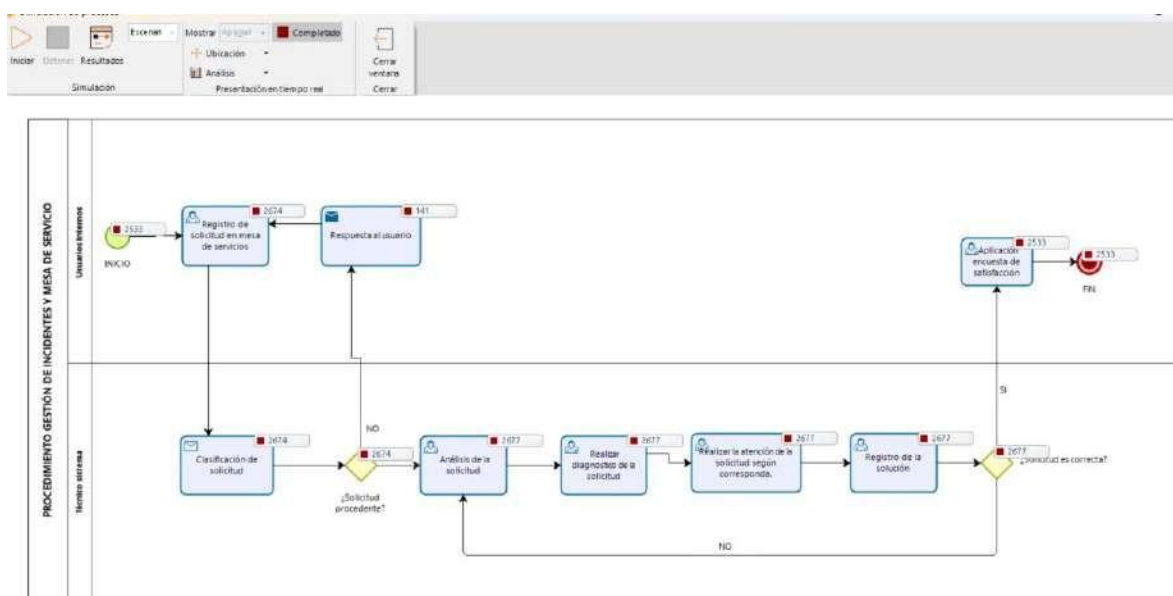 Escenari
Mostrar
Completado
Iniciar
Detener
Resultados
Ubicación
Análisis
Cerrar
ventana
Simulación
Presentación en tiempo real
Cerrar
PROCEDIMIENTO GESTIÓN DE INCIDENTES Y MESA DE SERVICIO
Usuarios internos
2533
INICIO
2674
Registro de
solicitud en mesa
de servicios
141
Respuesta al usuario
2533
Aplicación
encuesta de
satisfacción
2533
FIN
Técnico sistema
2674
Clasificación de
solicitud
NO
2674
¿Solicitud
procedente?
2677
Análisis de la
solicitud
2677
Realizar
diagnostico de la
solicitud
2677
Realizar la atención de la
solicitud según
corresponda.
2677
Registro de la
solución
SI
2677
¿Solicitud es correcta?
NO